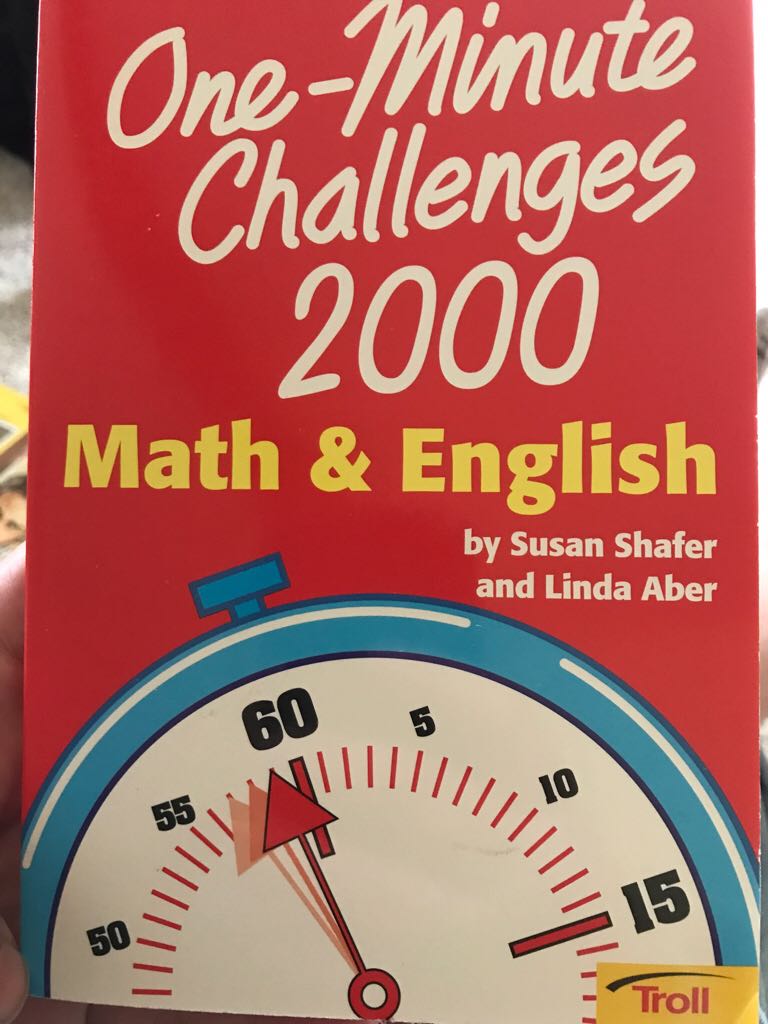 One-Minute
Challenges
2000
Math & English
by Susan Shafer
and Linda Aber
60
5
55
10
15
50
Troll